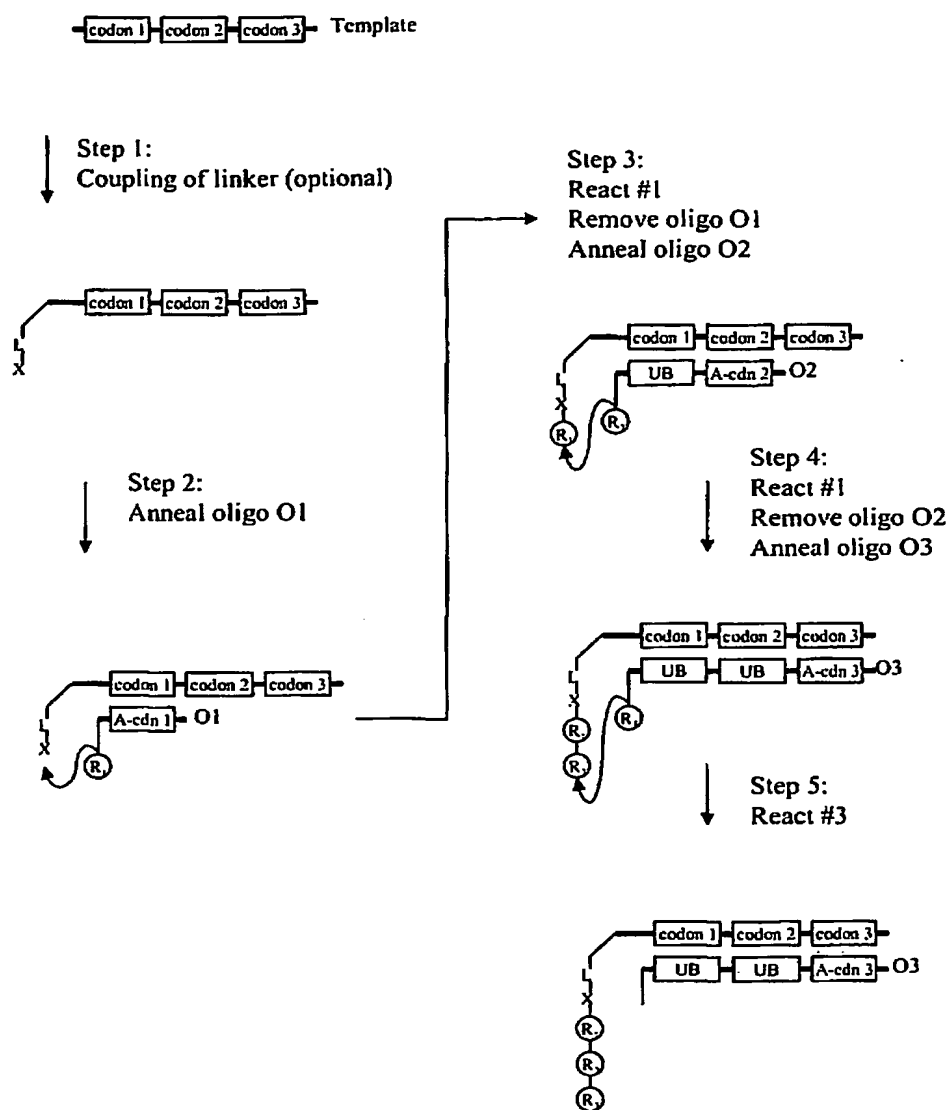 codon 1 codon 2 codon 3 Template
Step 1:
Coupling of linker (optional)
codon 1 codon 2 codon 3
L
X
Step 2:
Anneal oligo O1
codon 1 codon 2 codon 3
A-cdn 1 O1
L
X
R
Step 3:
React #1
Remove oligo O1
Anneal oligo O2
codon 1 codon 2 codon 3
UB A-cdn 2 O2
L
X
R
R
Step 4:
React #1
Remove oligo O2
Anneal oligo O3
codon 1 codon 2 codon 3
UB UB A-cdn 3 O3
L
X
R
R
R
Step 5:
React #3
codon 1 codon 2 codon 3
UB UB A-cdn 3 O3
L
X
R
R
R